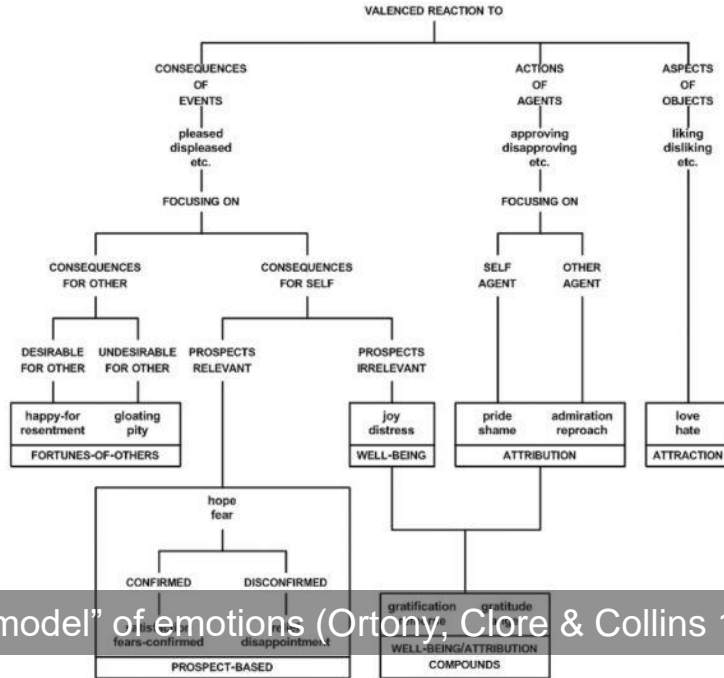 VALENCED REACTION TO
CONSEQUENCES
OF
EVENTS
ACTIONS
OF
AGENTS
ASPECTS
OF
OBJECTS
pleased
displeased
etc.
approving
disapproving
etc.
liking
disliking
etc.
FOCUSING ON
FOCUSING ON
CONSEQUENCES
FOR OTHER
CONSEQUENCES
FOR SELF
SELF
AGENT
OTHER
AGENT
DESIRABLE
FOR OTHER
UNDESIRABLE
FOR OTHER
PROSPECTS
RELEVANT
PROSPECTS
IRRELEVANT
happy-for
resentment
gloating
pity
FORTUNES-OF-OTHERS
joy
distress
WELL-BEING
pride
shame
admiration
reproach
ATTRIBUTION
love
hate
ATTRACTION
hope
fear
CONFIRMED
DISCONFIRMED
fears-confirmed
disappointment
PROSPECT-BASED
gratification
gratitude
WELL-BEING/ATTRIBUTION
COMPOUNDS
model” of emotions (Ortony, Clore & Collins